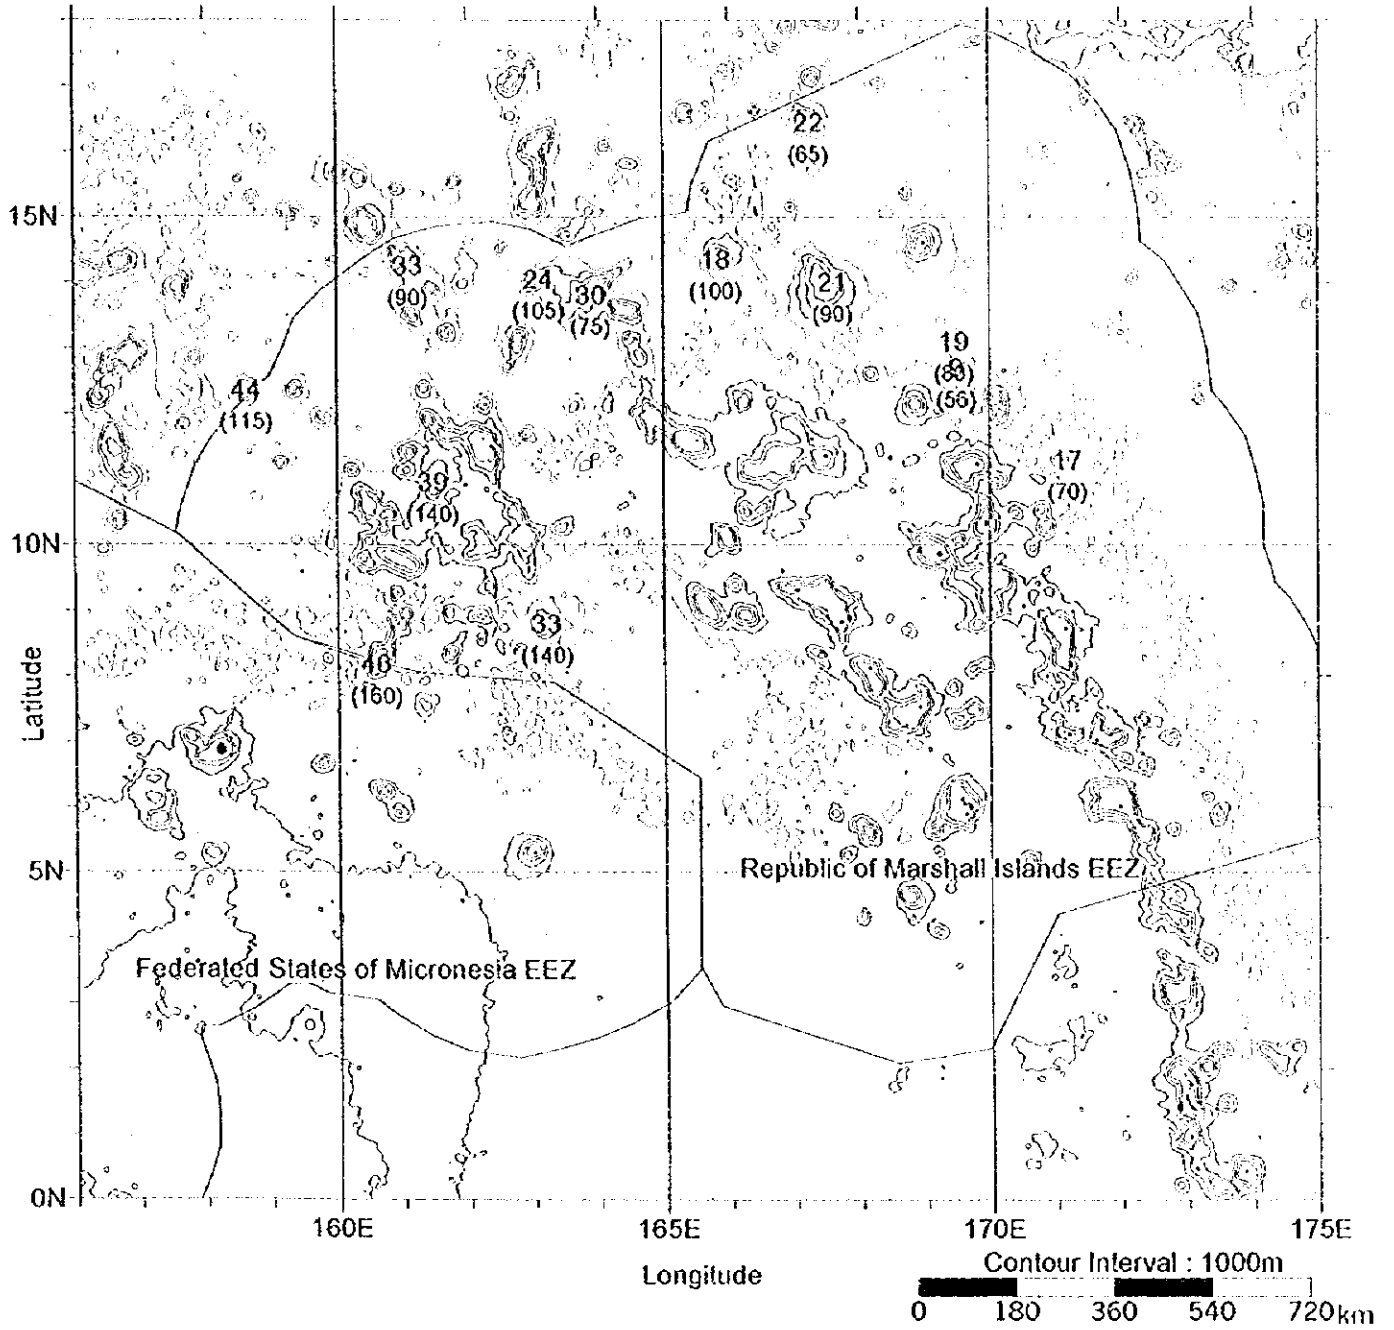 22
(65)
15N
33
(90)
24
(105)
30
(75)
18
(100)
21
(90)
19
(56)
44
(115)
17
(70)
39
(140)
10N
33
(140)
(160)
Latitude
5N
Republic of Marshall Islands EEZ
Federated States of Micronesia EEZ
0N
160E
165E
170E
175E
Longitude
Contour Interval : 1000m
0 180 360 540 720km